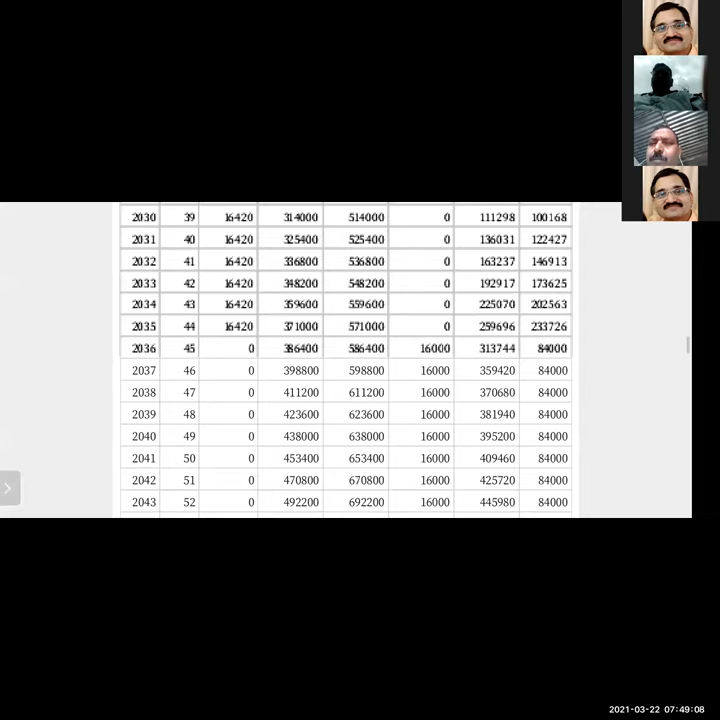 2030 39 16420 314000 514000 0 111298 100168
2031 40 16420 325400 525400 0 136031 122427
2032 41 16420 336800 536800 0 163237 146913
2033 42 16420 348200 548200 0 192917 173625
2034 43 16420 359600 559600 0 225070 202563
2035 44 16420 371000 571000 0 259696 233726
2036 45 0 386400 586400 16000 313744 84000
2037 46 0 398800 598800 16000 359420 84000
2038 47 0 411200 611200 16000 370680 84000
2039 48 0 423600 623600 16000 381940 84000
2040 49 0 438000 638000 16000 395200 84000
2041 50 0 453400 653400 16000 409460 84000
2042 51 0 470800 670800 16000 425720 84000
2043 52 0 492200 692200 16000 445980 84000
2021-03-22 07:49:08